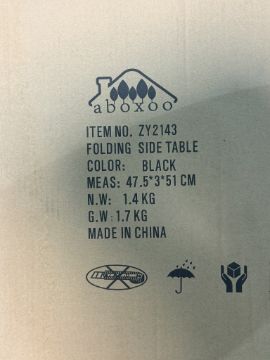 aboxoo
ITEM NO. ZY2143
FOLDING SIDE TABLE
COLOR: BLACK
MEAS: 47.5*3*51 CM
N.W: 1.4 KG
G.W: 1.7 KG
MADE IN CHINA